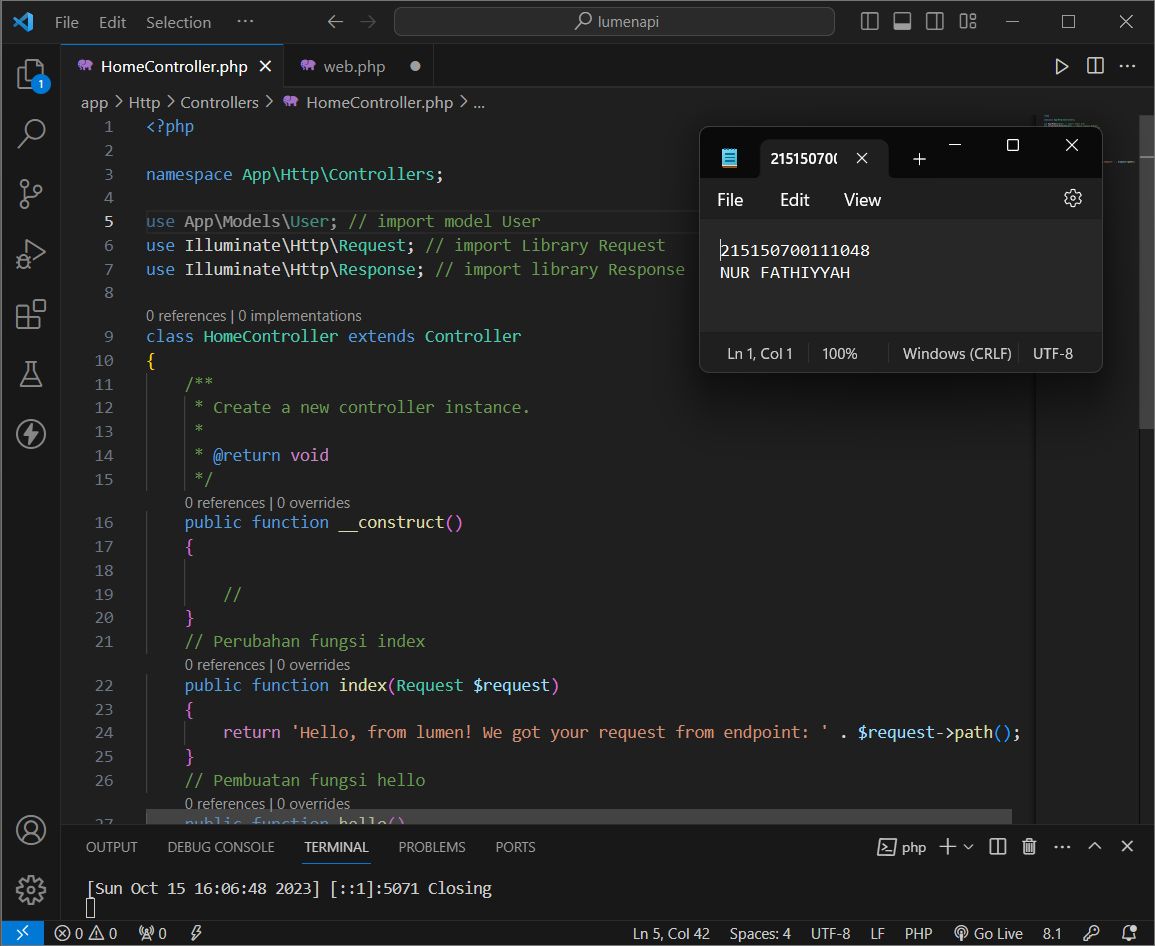 File Edit Selection ··· lumenapi
HomeController.php web.php
1
app > Http > Controllers > HomeController.php > ...
1 <?php
2
3 namespace App\Http\Controllers;
4
5 use App\Models\User; // import model User
6 use Illuminate\Http\Request; // import Library Request
7 use Illuminate\Http\Response; // import library Response
8
0 references | 0 implementations
9 class HomeController extends Controller
10 {
11 /**
12 * Create a new controller instance.
13 *
14 * @return void
15 */
0 references | 0 overrides
16 public function __construct()
17 {
18
19 //
20 }
21 // Perubahan fungsi index
0 references | 0 overrides
22 public function index(Request $request)
23 {
24 return 'Hello, from lumen! We got your request from endpoint: ' . $request->path();
25 }
26 // Pembuatan fungsi hello
0 references | 0 overrides
27 public function hello()
21515070
File Edit View
215150700111048
NUR FATHIYYAH
Ln 1, Col 1 100% Windows (CRLF) UTF-8
OUTPUT DEBUG CONSOLE TERMINAL PROBLEMS PORTS php
[Sun Oct 15 16:06:48 2023] [::1]:5071 Closing
0 0 0 Ln 5, Col 42 Spaces: 4 UTF-8 LF PHP Go Live 8.1